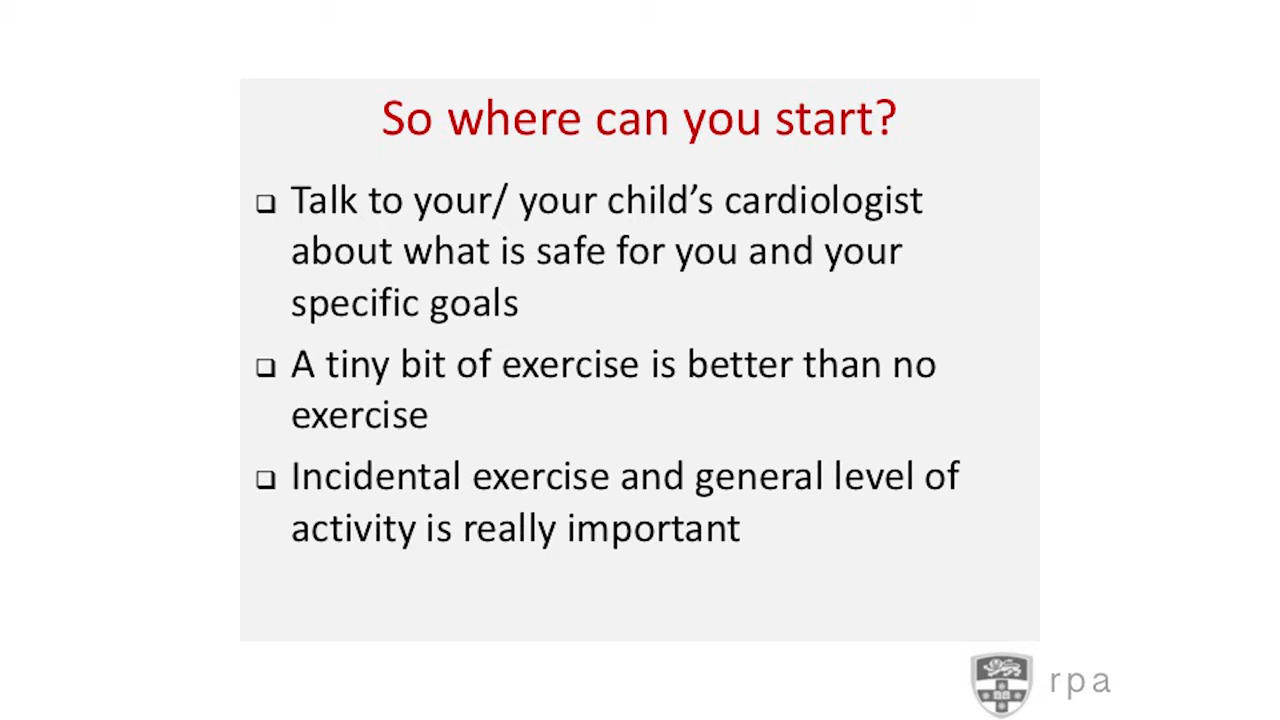 So where can you start?
Talk to your/ your child’s cardiologist
about what is safe for you and your
specific goals
A tiny bit of exercise is better than no
exercise
Incidental exercise and general level of
activity is really important
rpa